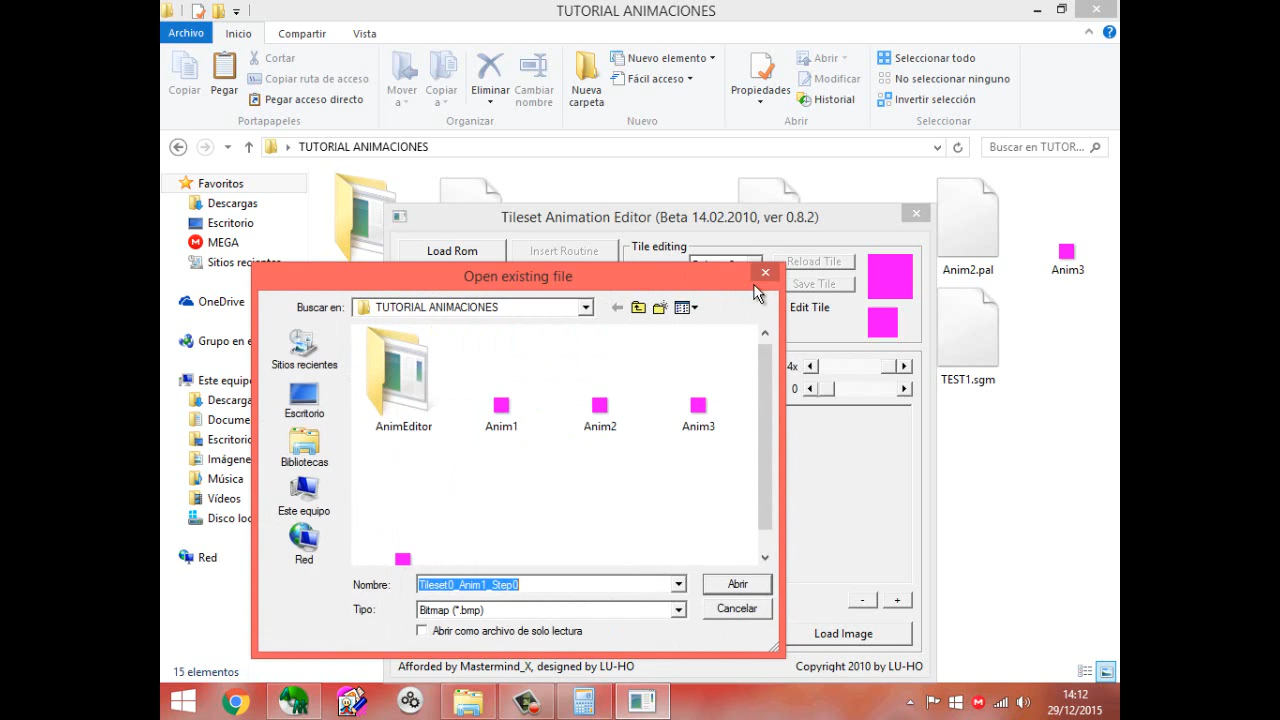 TUTORIAL ANIMACIONES
Archivo
Inicio
Compartir
Vista
Copiar
Pegar
Cortar
Copiar ruta de acceso
Pegar acceso directo
Mover a
Copiar a
Eliminar
Cambiar nombre
Nueva carpeta
Nuevo elemento
Fácil acceso
Propiedades
Abrir
Modificar
Historial
Seleccionar todo
No seleccionar ninguno
Invertir selección
Portapapeles
Organizar
Nuevo
Abrir
Seleccionar
TUTORIAL ANIMACIONES
Buscar en TUTOR...
Favoritos
Descargas
Escritorio
MEGA
Sitios recientes
OneDrive
Grupo en e
Este equipo
Descarga
Docume
Escritorio
Imágene
Música
Vídeos
Disco loc
Red
Anim2.pal
Anim3
TEST1.sgm
Tileset Animation Editor (Beta 14.02.2010, ver 0.8.2)
Load Rom
Insert Routine
Tile editing
Reload Tile
Save Tile
Edit Tile
4x
0
-
+
Load Image
Afforded by Mastermind_X, designed by LU-HO
Copyright 2010 by LU-HO
Open existing file
Buscar en:
TUTORIAL ANIMACIONES
Sitios recientes
Escritorio
Bibliotecas
Este equipo
Red
AnimEditor
Anim1
Anim2
Anim3
Nombre:
Tileset0_Anim1_Step0
Abrir
Tipo:
Bitmap (*.bmp)
Cancelar
Abrir como archivo de solo lectura
15 elementos
14:12
29/12/2015